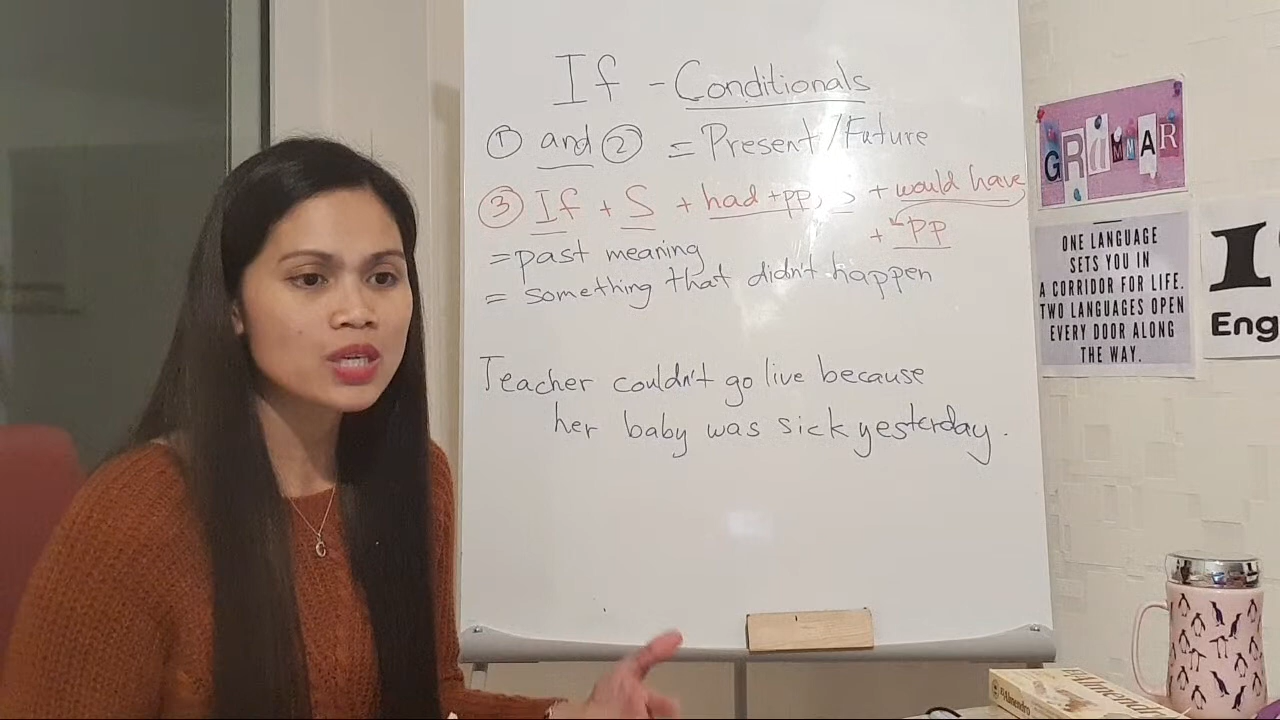 If - Conditionals
① and ② = Present/Future
③ If + S + had + pp, S + would have
+ pp
= past meaning
= something that didn't happen
Teacher couldn't go live because
her baby was sick yesterday.
GRAMMAR
ONE LANGUAGE
SETS YOU IN
A CORRIDOR FOR LIFE.
TWO LANGUAGES OPEN
EVERY DOOR ALONG
THE WAY.
I
Eng
El Almendro